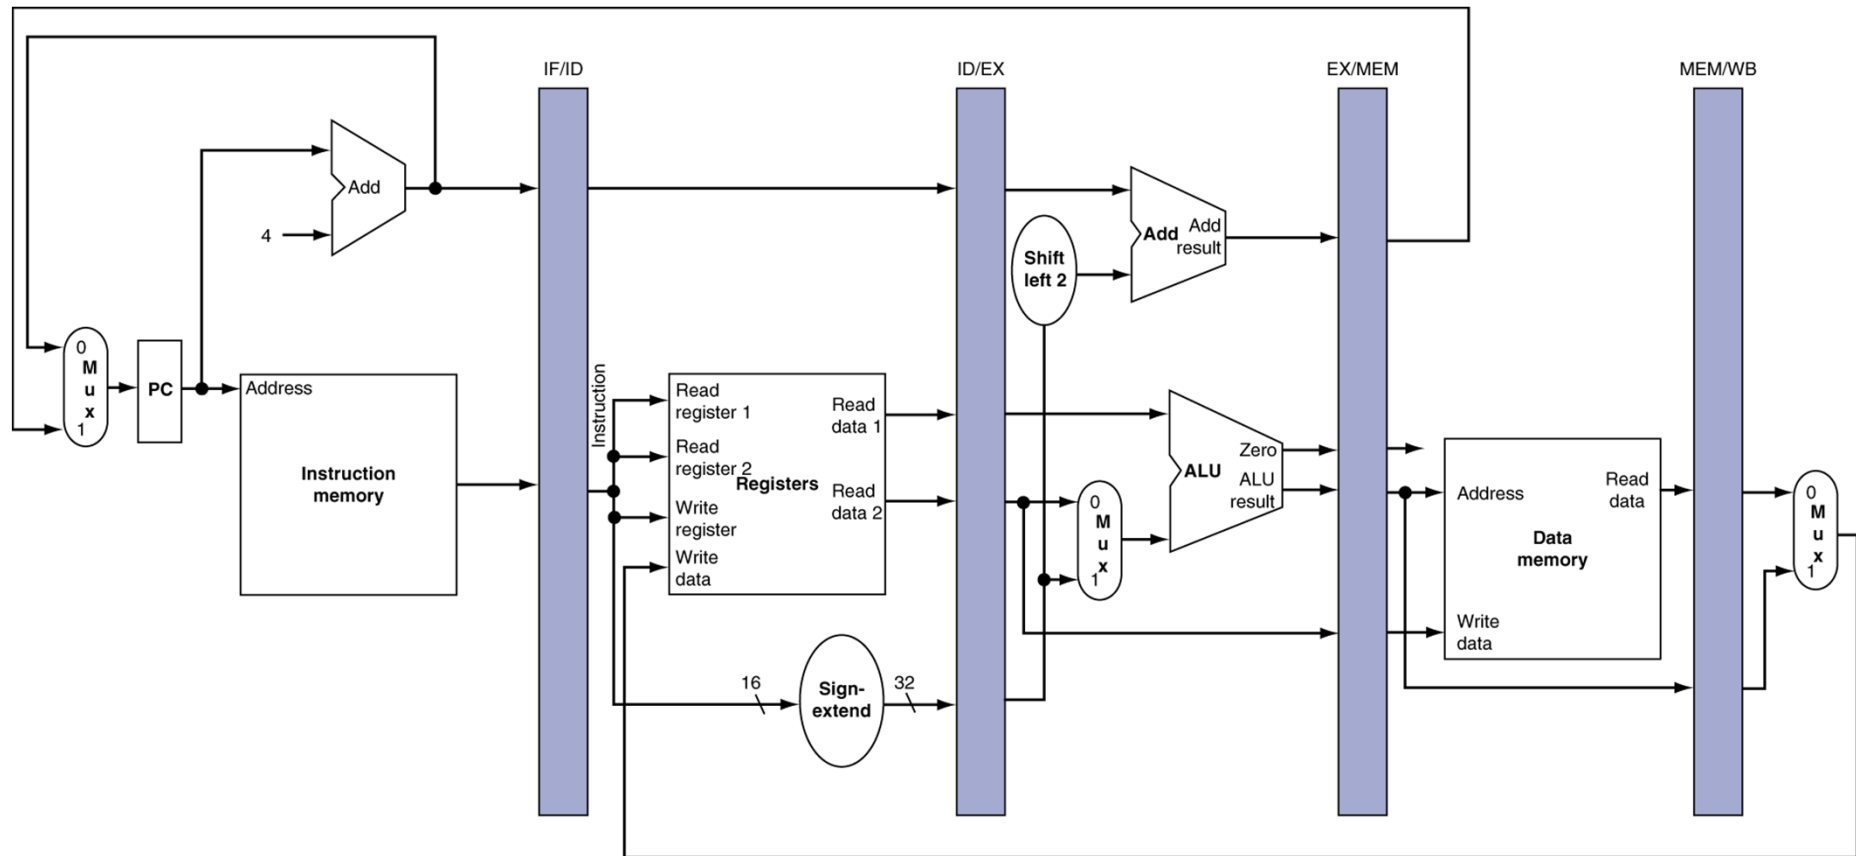 IF/ID
ID/EX
EX/MEM
MEM/WB
Add
4
Shift
left 2
Add
Add
result
0
M
u
x
1
PC
Address
Instruction
memory
Instruction
Read
register 1
Read
register 2
Write
register
Write
data
Registers
Read
data 1
Read
data 2
16
Sign-
extend
32
0
M
u
x
1
ALU
Zero
ALU
result
Address
Read
data
Data
memory
Write
data
0
M
u
x
1